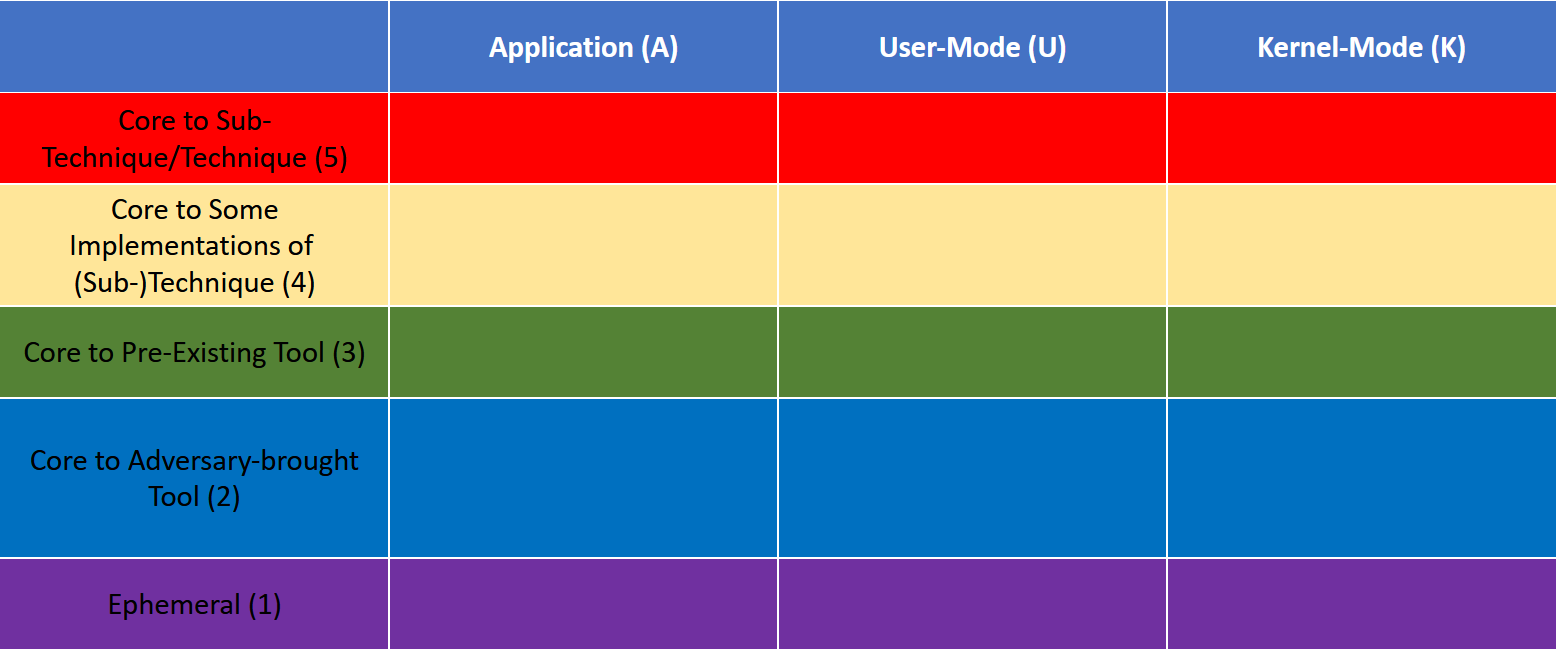 Application (A)
User-Mode (U)
Kernel-Mode (K)
Core to Sub-
Technique/Technique (5)
Core to Some
Implementations of
(Sub-)Technique (4)
Core to Pre-Existing Tool (3)
Core to Adversary-brought
Tool (2)
Ephemeral (1)